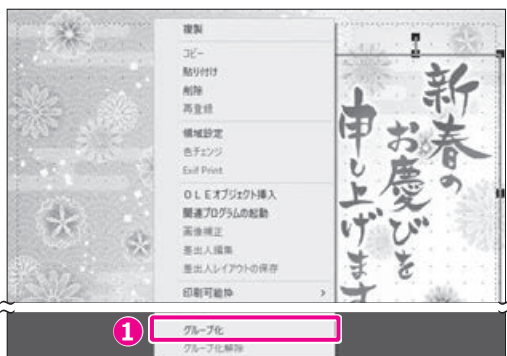 複製
コピー
貼り付け
削除
再登録
領域設定
色チェンジ
Exif Print
OLEオブジェクト挿入
関連プログラムの起動
画像補正
差出人編集
差出人レイアウトの保存
印刷可能枠 >
1 グループ化
グループ化解除
新春の
お慶びを
申し上げます